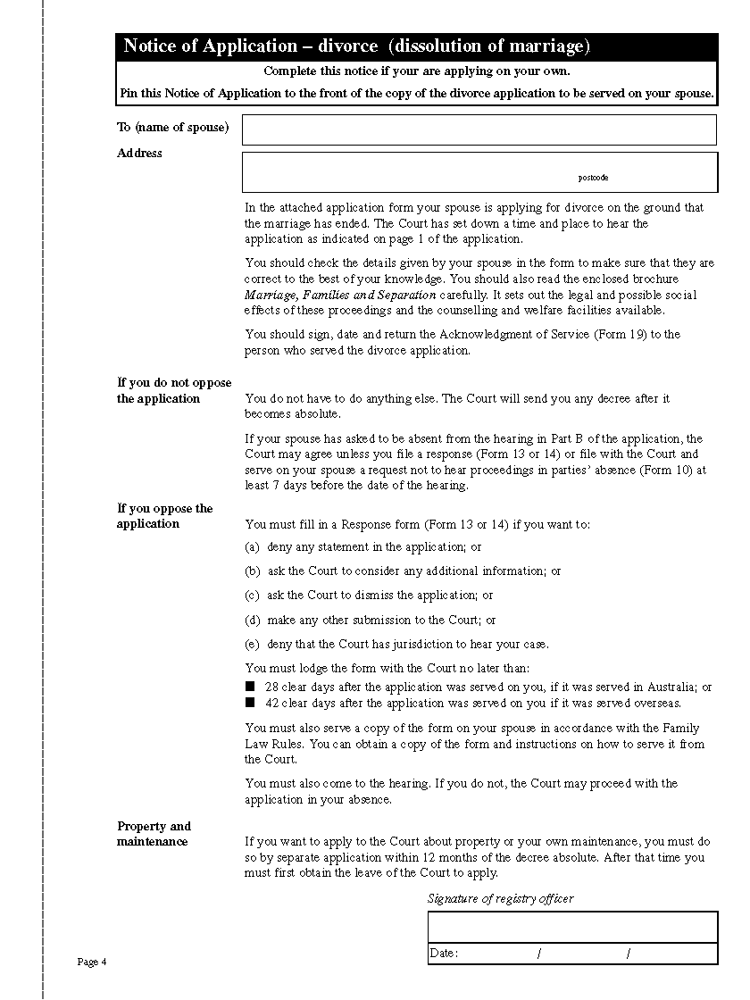 Notice of Application – divorce (dissolution of marriage)
Complete this notice if your are applying on your own.
Pin this Notice of Application to the front of the copy of the divorce application to be served on your spouse.
To (name of spouse)
Address
postcode
In the attached application form your spouse is applying for divorce on the ground that
the marriage has ended. The Court has set down a time and place to hear the
application as indicated on page 1 of the application.
You should check the details given by your spouse in the form to make sure that they are
correct to the best of your knowledge. You should also read the enclosed brochure
Marriage, Families and Separation carefully. It sets out the legal and possible social
effects of these proceedings and the counselling and welfare facilities available.
You should sign, date and return the Acknowledgment of Service (Form 19) to the
person who served the divorce application.
If you do not oppose
the application
You do not have to do anything else. The Court will send you any decree after it
becomes absolute.
If your spouse has asked to be absent from the hearing in Part B of the application, the
Court may agree unless you file a response (Form 13 or 14) or file with the Court and
serve on your spouse a request not to hear proceedings in parties’ absence (Form 10) at
least 7 days before the date of the hearing.
If you oppose the
application
You must fill in a Response form (Form 13 or 14) if you want to:
(a) deny any statement in the application; or
(b) ask the Court to consider any additional information; or
(c) ask the Court to dismiss the application; or
(d) make any other submission to the Court; or
(e) deny that the Court has jurisdiction to hear your case.
You must lodge the form with the Court no later than:
■ 28 clear days after the application was served on you, if it was served in Australia; or
■ 42 clear days after the application was served on you if it was served overseas.
You must also serve a copy of the form on your spouse in accordance with the Family
Law Rules. You can obtain a copy of the form and instructions on how to serve it from
the Court.
You must also come to the hearing. If you do not, the Court may proceed with the
application in your absence.
Property and
maintenance
If you want to apply to the Court about property or your own maintenance, you must do
so by separate application within 12 months of the decree absolute. After that time you
must first obtain the leave of the Court to apply.
Signature of registry officer
Date: / /
Page 4